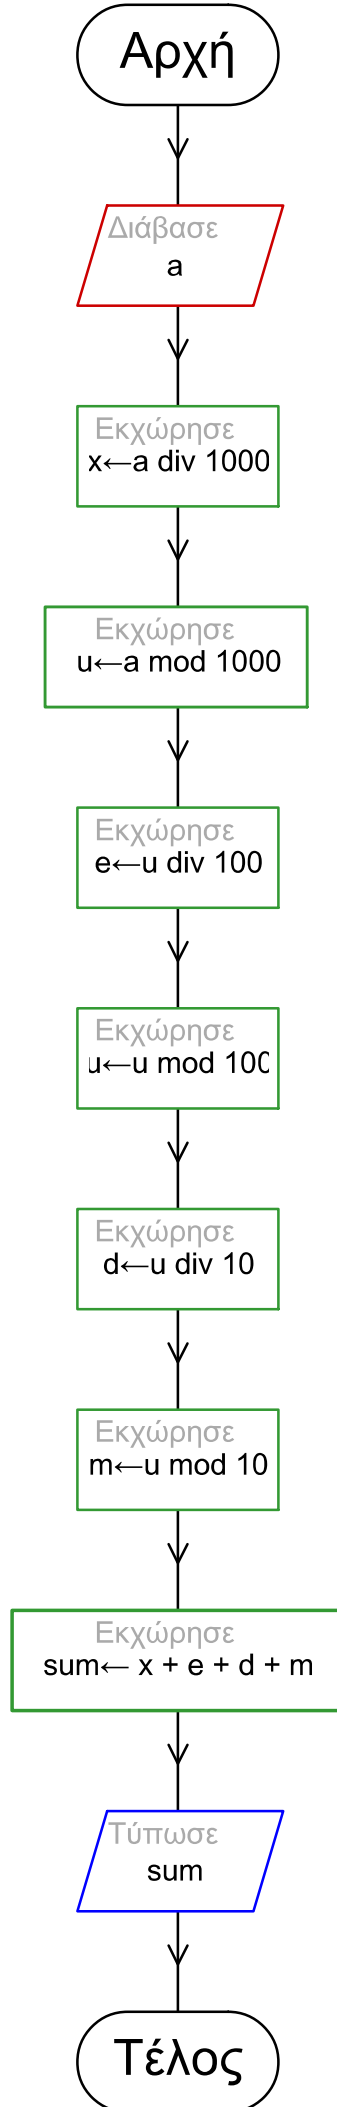 Αρχή
Διάβασε
a
Εκχώρησε
x←a div 1000
Εκχώρησε
u←a mod 1000
Εκχώρησε
e←u div 100
Εκχώρησε
u←u mod 100
Εκχώρησε
d←u div 10
Εκχώρησε
m←u mod 10
Εκχώρησε
sum← x + e + d + m
Τύπωσε
sum
Τέλος